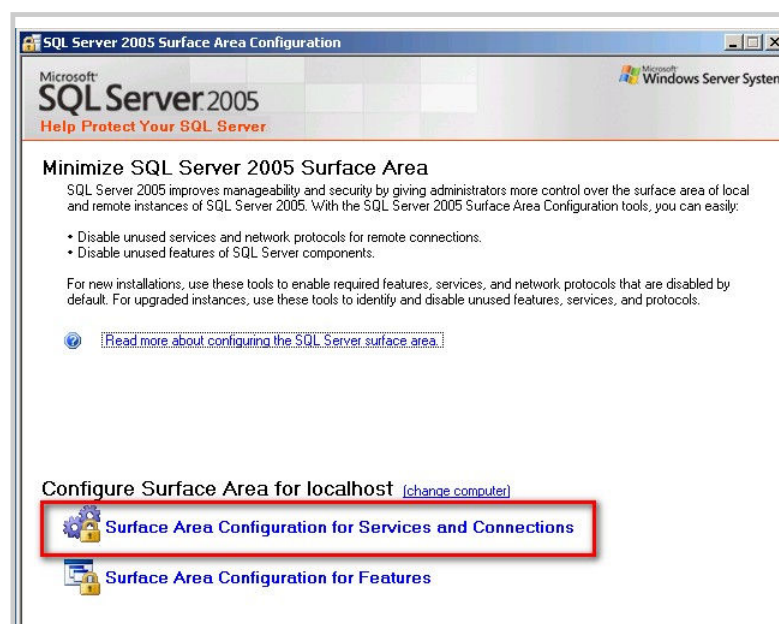 SQL Server 2005 Surface Area Configuration
Microsoft
SQL Server 2005
Help Protect Your SQL Server
Microsoft
Windows Server System
Minimize SQL Server 2005 Surface Area
SQL Server 2005 improves manageability and security by giving administrators more control over the surface area of local
and remote instances of SQL Server 2005. With the SQL Server 2005 Surface Area Configuration tools, you can easily:
• Disable unused services and network protocols for remote connections.
• Disable unused features of SQL Server components.
For new installations, use these tools to enable required features, services, and network protocols that are disabled by
default. For upgraded instances, use these tools to identify and disable unused features, services, and protocols.
Read more about configuring the SQL Server surface area.
Configure Surface Area for localhost (change computer)
Surface Area Configuration for Services and Connections
Surface Area Configuration for Features